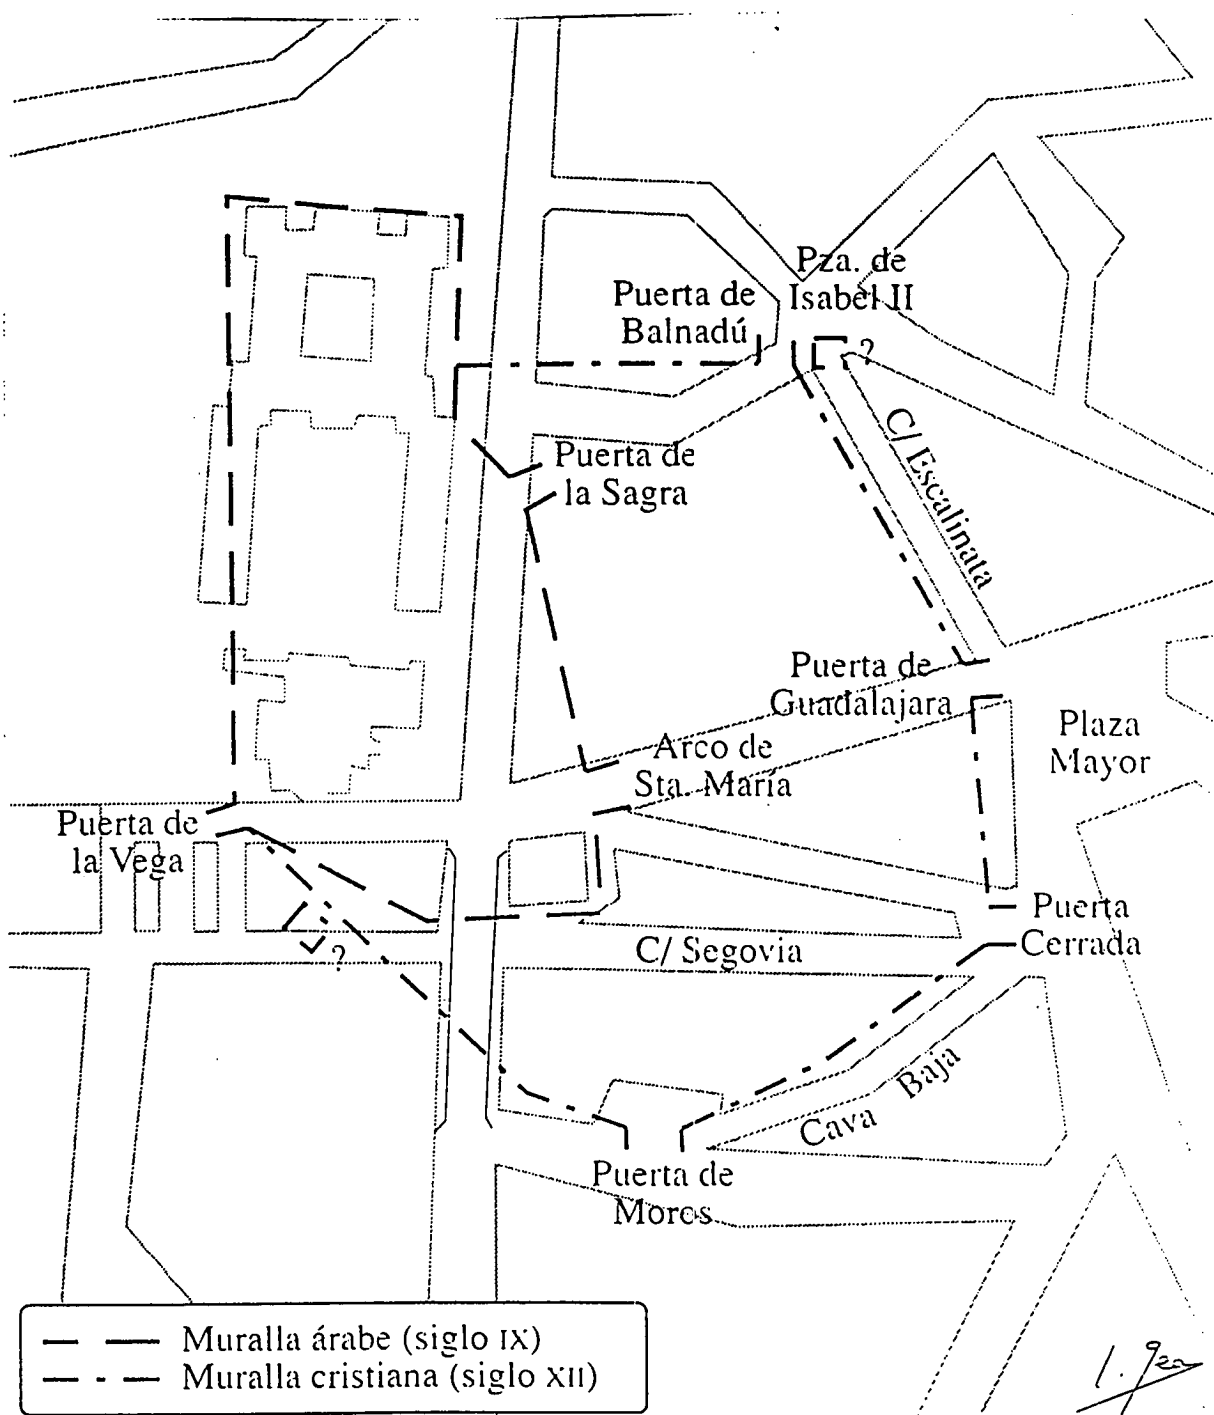 Pza. de
Isabel II
Puerta de
Balnadú
?
C/ Escalinata
Puerta de
la Sagra
Puerta de
Guadalajara
Plaza
Mayor
Arco de
Sta. María
Puerta de
la Vega
Puerta
Cerrada
C/ Segovia
?
Cava Baja
Puerta de
Moros
Muralla árabe (siglo IX)
Muralla cristiana (siglo XII)